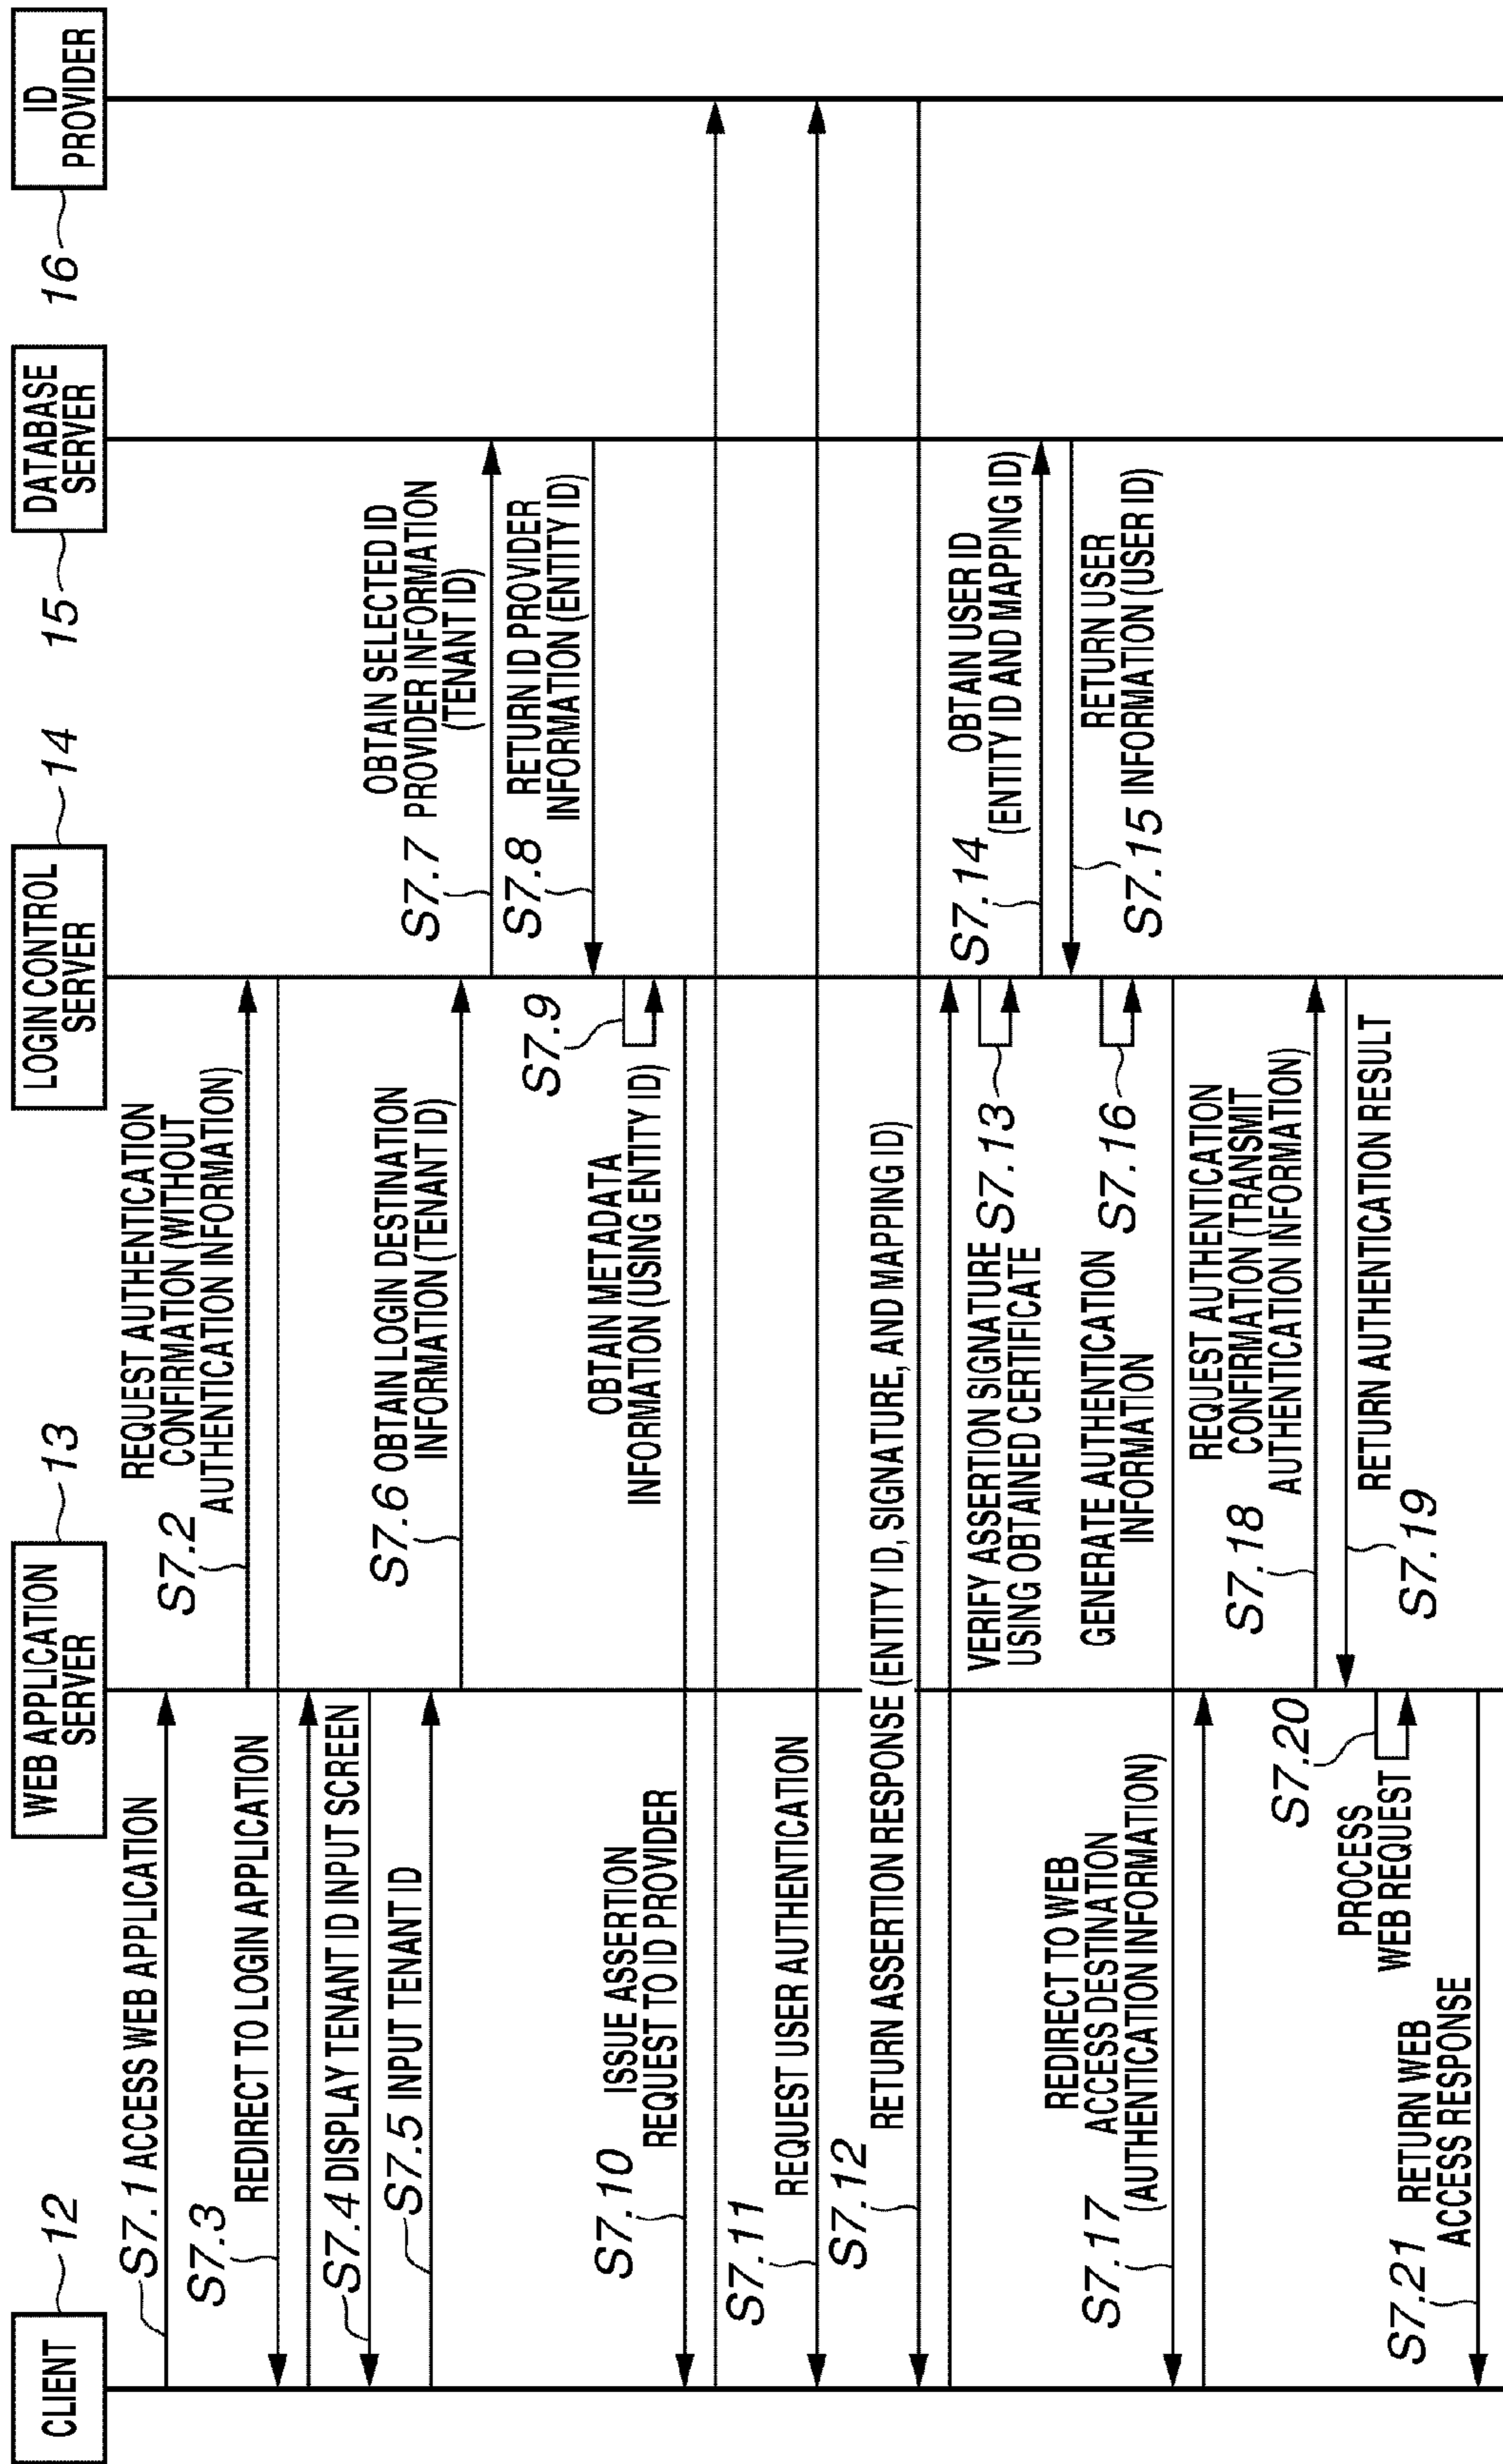 CLIENT
12
WEB APPLICATION
SERVER
13
LOGIN CONTROL
SERVER
14
DATABASE
SERVER
15
ID
PROVIDER
16
S7.1 ACCESS WEB APPLICATION
S7.2
REQUEST AUTHENTICATION
CONFIRMATION (WITHOUT
AUTHENTICATION INFORMATION)
S7.3
REDIRECT TO LOGIN APPLICATION
S7.4 DISPLAY TENANT ID INPUT SCREEN
S7.5 INPUT TENANT ID
S7.6 OBTAIN LOGIN DESTINATION
INFORMATION (TENANT ID)
S7.7
OBTAIN SELECTED ID
PROVIDER INFORMATION
(TENANT ID)
S7.8
RETURN ID PROVIDER
INFORMATION (ENTITY ID)
S7.9
OBTAIN METADATA
INFORMATION (USING ENTITY ID)
S7.10
ISSUE ASSERTION
REQUEST TO ID PROVIDER
S7.11
REQUEST USER AUTHENTICATION
S7.12
RETURN ASSERTION RESPONSE (ENTITY ID, SIGNATURE, AND MAPPING ID)
VERIFY ASSERTION SIGNATURE
USING OBTAINED CERTIFICATE
S7.13
S7.14
OBTAIN USER ID
(ENTITY ID AND MAPPING ID)
RETURN USER
S7.15 INFORMATION (USER ID)
GENERATE AUTHENTICATION
INFORMATION
S7.16
S7.17
REDIRECT TO WEB
ACCESS DESTINATION
(AUTHENTICATION INFORMATION)
S7.18
REQUEST AUTHENTICATION
CONFIRMATION (TRANSMIT
AUTHENTICATION INFORMATION)
RETURN AUTHENTICATION RESULT
S7.19
S7.20
PROCESS
WEB REQUEST
S7.21
RETURN WEB
ACCESS RESPONSE